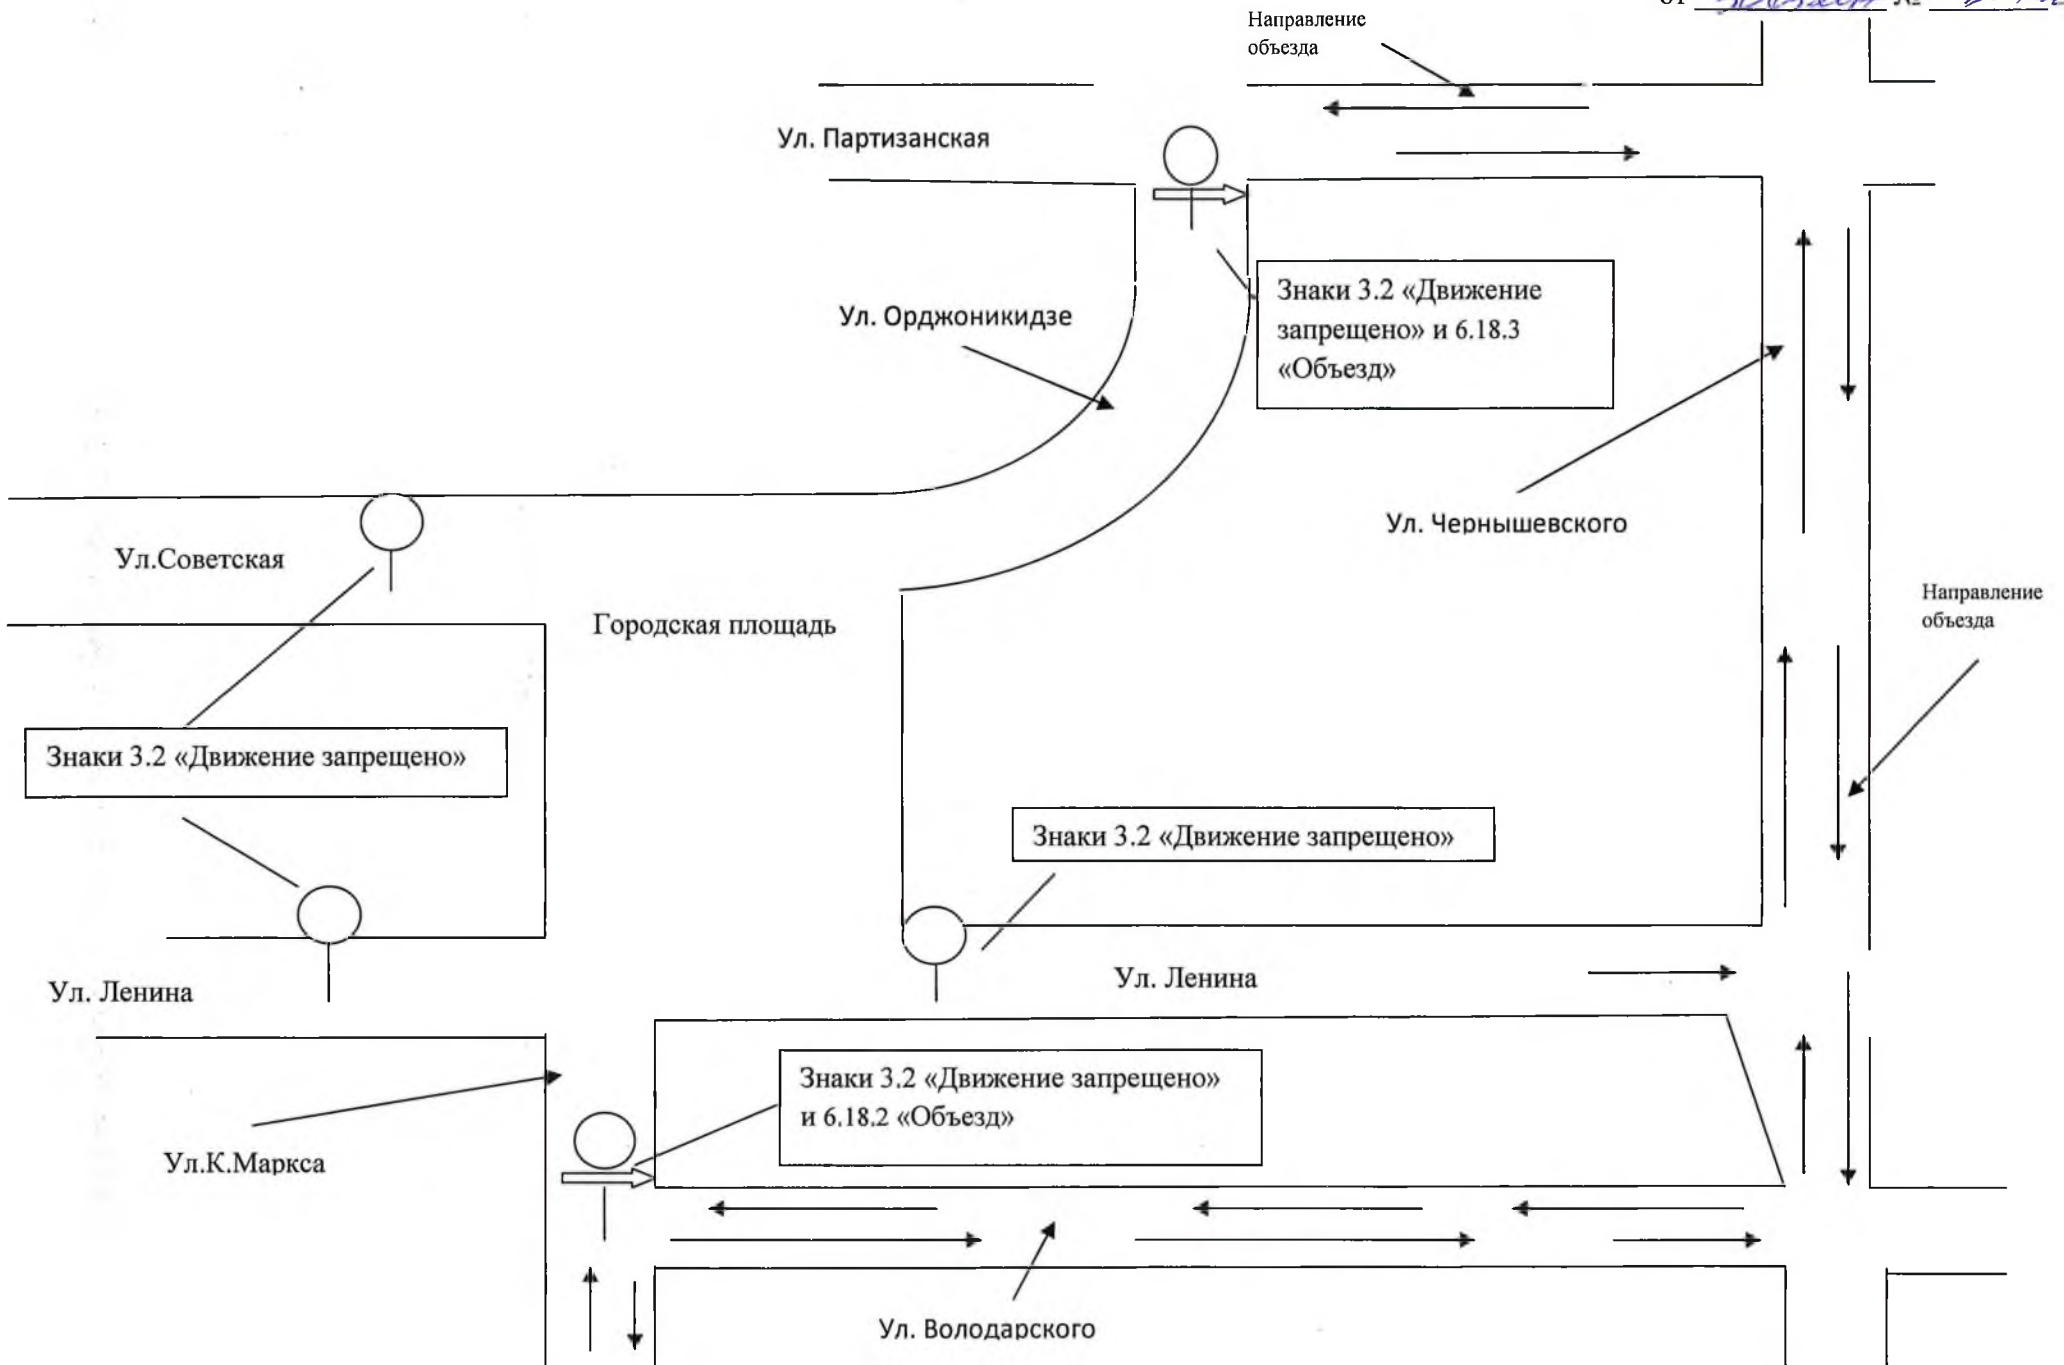 от №
Направление
объезда
Ул. Партизанская
Ул. Орджоникидзе
Знаки 3.2 «Движение
запрещено» и 6.18.3
«Объезд»
Ул. Чернышевского
Ул.Советская
Городская площадь
Направление
объезда
Знаки 3.2 «Движение запрещено»
Знаки 3.2 «Движение запрещено»
Ул. Ленина
Ул. Ленина
Знаки 3.2 «Движение запрещено»
и 6.18.2 «Объезд»
Ул.К.Маркса
Ул. Володарского